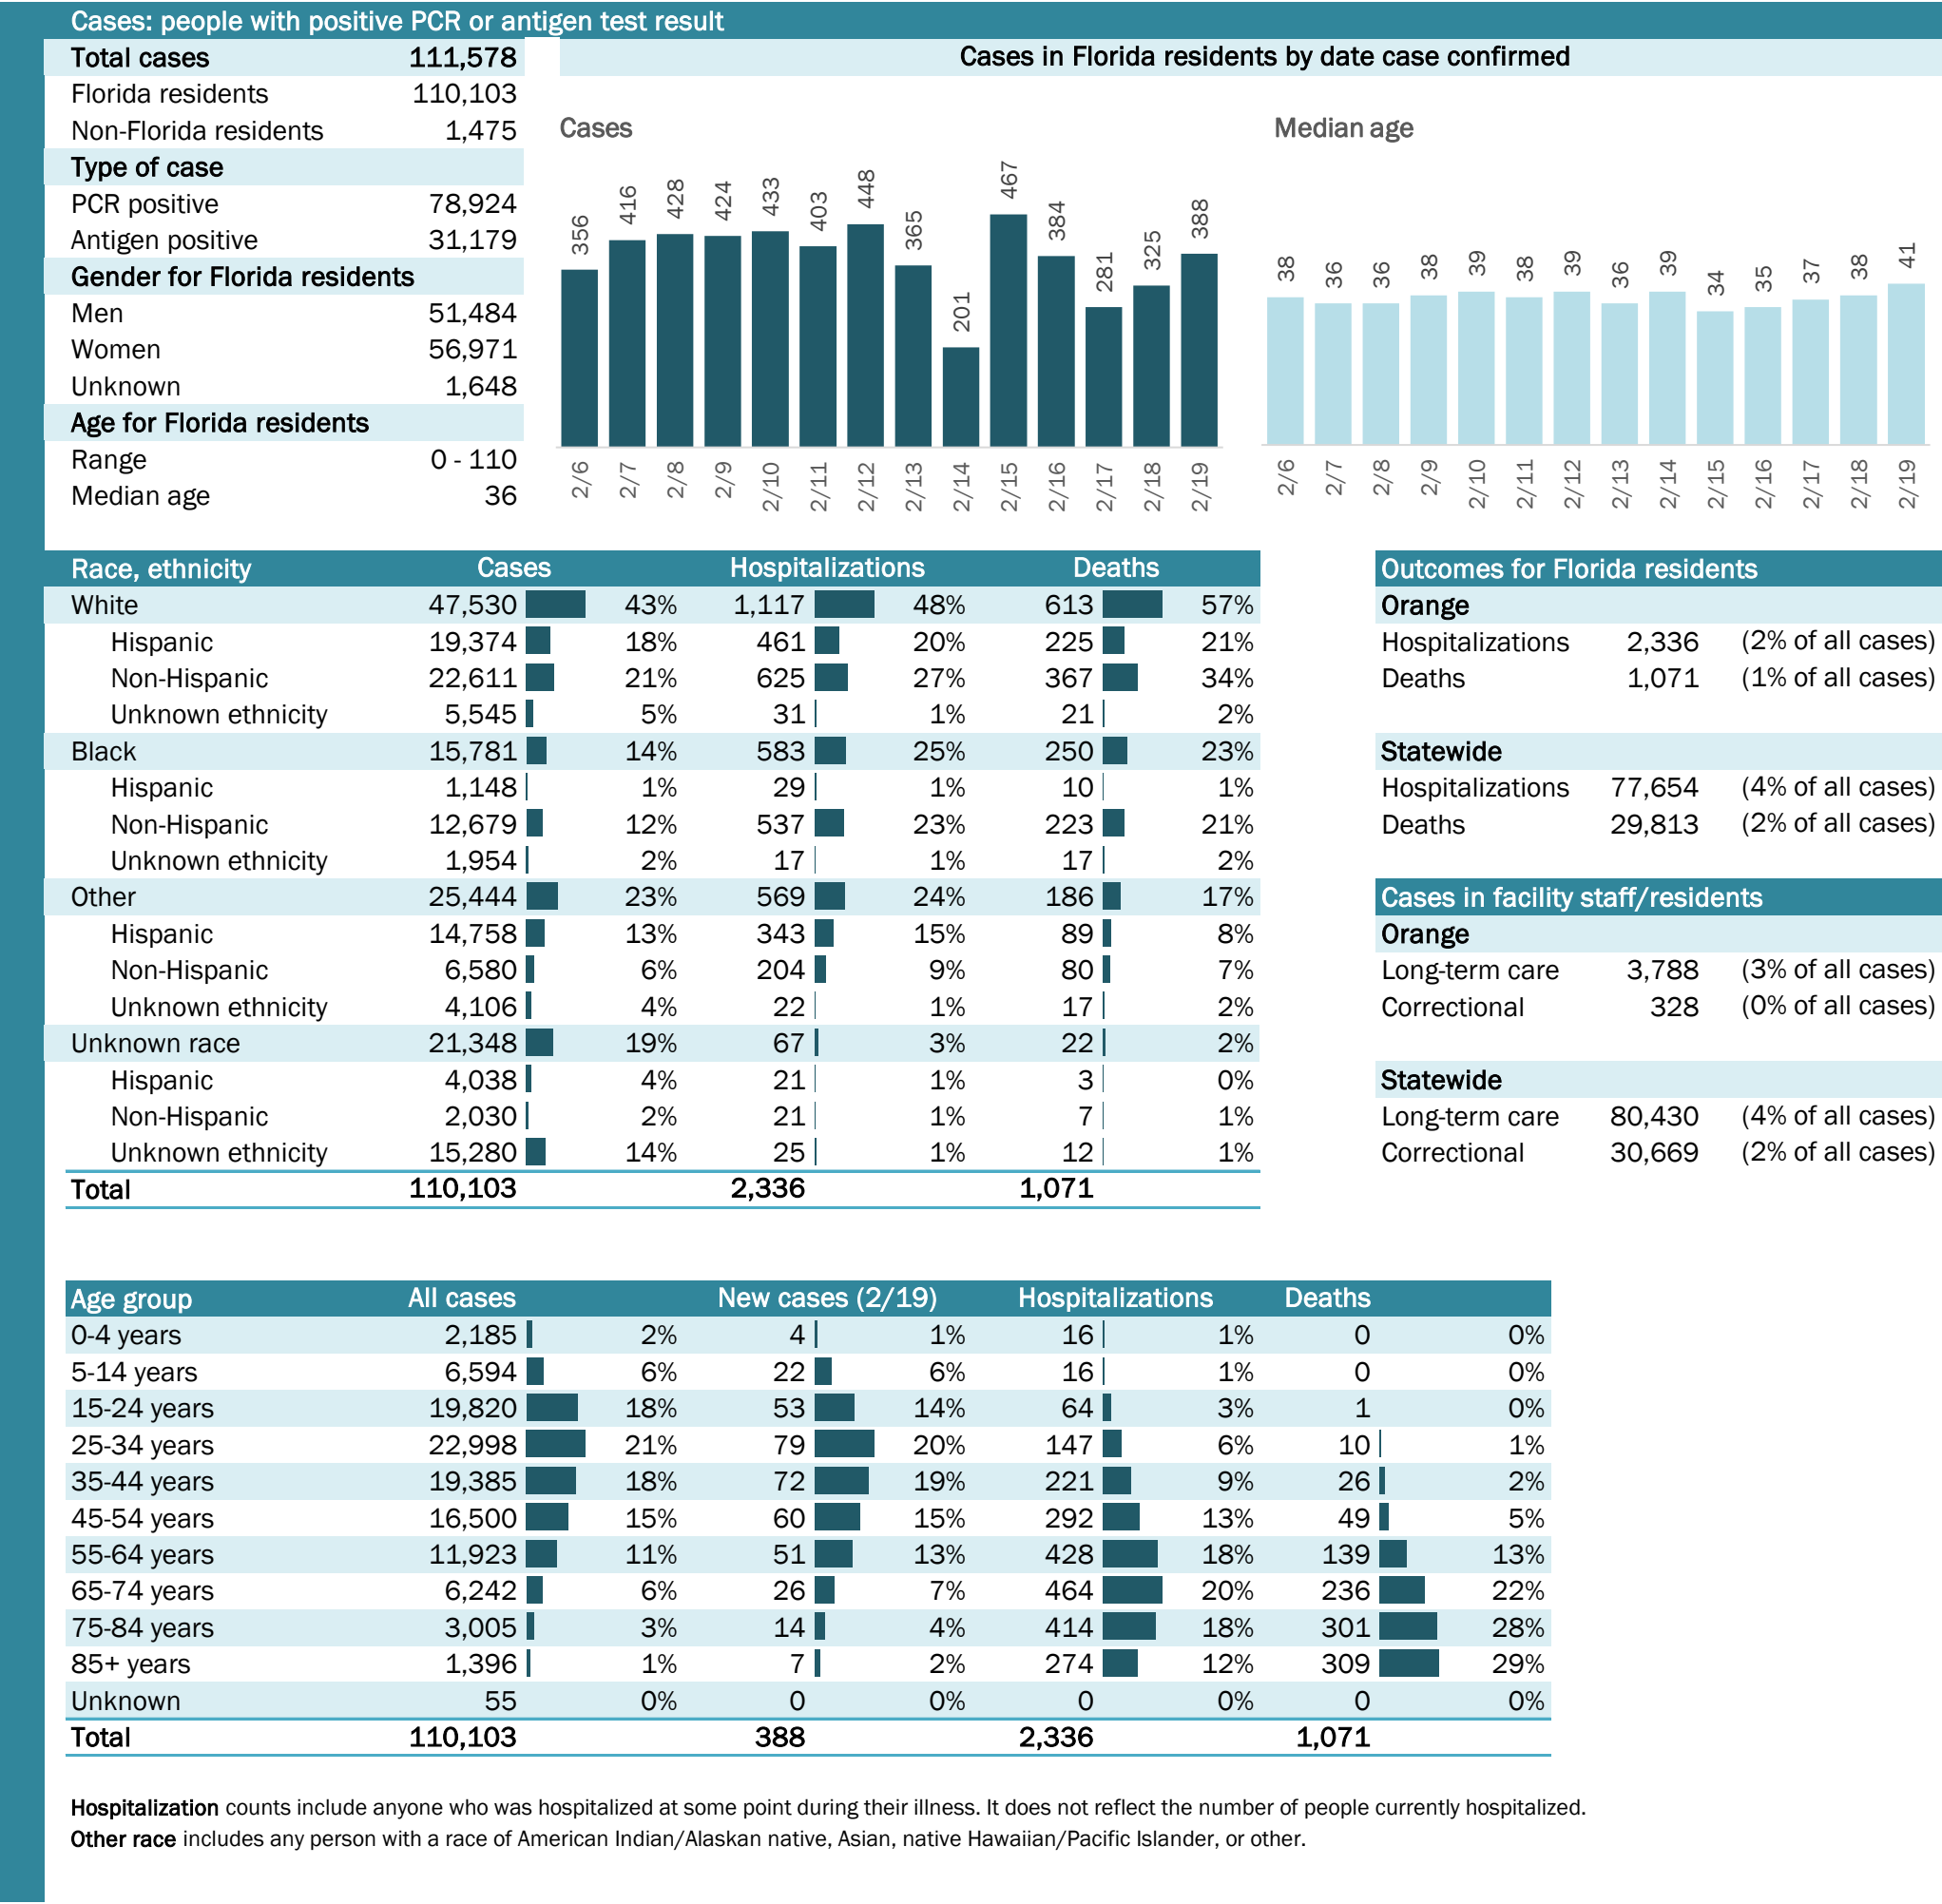 Cases: people with positive PCR or antigen test result
Total cases 111,578
Florida residents 110,103
Non-Florida residents 1,475
Type of case
PCR positive 78,924
Antigen positive 31,179
Gender for Florida residents
Men 51,484
Women 56,971
Unknown 1,648
Age for Florida residents
Range 0 - 110
Median age 36
Cases in Florida residents by date case confirmed
Cases
356 416 428 424 433 403 448 365 201 467 384 281 325 388
2/6 2/7 2/8 2/9 2/10 2/11 2/12 2/13 2/14 2/15 2/16 2/17 2/18 2/19
Median age
38 36 36 38 39 38 39 36 39 34 35 37 38 41
2/6 2/7 2/8 2/9 2/10 2/11 2/12 2/13 2/14 2/15 2/16 2/17 2/18 2/19
Race, ethnicity Cases Hospitalizations Deaths
White 47,530 43% 1,117 48% 613 57%
Hispanic 19,374 18% 461 20% 225 21%
Non-Hispanic 22,611 21% 625 27% 367 34%
Unknown ethnicity 5,545 5% 31 1% 21 2%
Black 15,781 14% 583 25% 250 23%
Hispanic 1,148 1% 29 1% 10 1%
Non-Hispanic 12,679 12% 537 23% 223 21%
Unknown ethnicity 1,954 2% 17 1% 17 2%
Other 25,444 23% 569 24% 186 17%
Hispanic 14,758 13% 343 15% 89 8%
Non-Hispanic 6,580 6% 204 9% 80 7%
Unknown ethnicity 4,106 4% 22 1% 17 2%
Unknown race 21,348 19% 67 3% 22 2%
Hispanic 4,038 4% 21 1% 3 0%
Non-Hispanic 2,030 2% 21 1% 7 1%
Unknown ethnicity 15,280 14% 25 1% 12 1%
Total 110,103 2,336 1,071
Outcomes for Florida residents
Orange
Hospitalizations 2,336 (2% of all cases)
Deaths 1,071 (1% of all cases)
Statewide
Hospitalizations 77,654 (4% of all cases)
Deaths 29,813 (2% of all cases)
Cases in facility staff/residents
Orange
Long-term care 3,788 (3% of all cases)
Correctional 328 (0% of all cases)
Statewide
Long-term care 80,430 (4% of all cases)
Correctional 30,669 (2% of all cases)
Age group All cases New cases (2/19) Hospitalizations Deaths
0-4 years 2,185 2% 4 1% 16 1% 0 0%
5-14 years 6,594 6% 22 6% 16 1% 0 0%
15-24 years 19,820 18% 53 14% 64 3% 1 0%
25-34 years 22,998 21% 79 20% 147 6% 10 1%
35-44 years 19,385 18% 72 19% 221 9% 26 2%
45-54 years 16,500 15% 60 15% 292 13% 49 5%
55-64 years 11,923 11% 51 13% 428 18% 139 13%
65-74 years 6,242 6% 26 7% 464 20% 236 22%
75-84 years 3,005 3% 14 4% 414 18% 301 28%
85+ years 1,396 1% 7 2% 274 12% 309 29%
Unknown 55 0% 0 0% 0 0% 0 0%
Total 110,103 388 2,336 1,071
Hospitalization counts include anyone who was hospitalized at some point during their illness. It does not reflect the number of people currently hospitalized.
Other race includes any person with a race of American Indian/Alaskan native, Asian, native Hawaiian/Pacific Islander, or other.